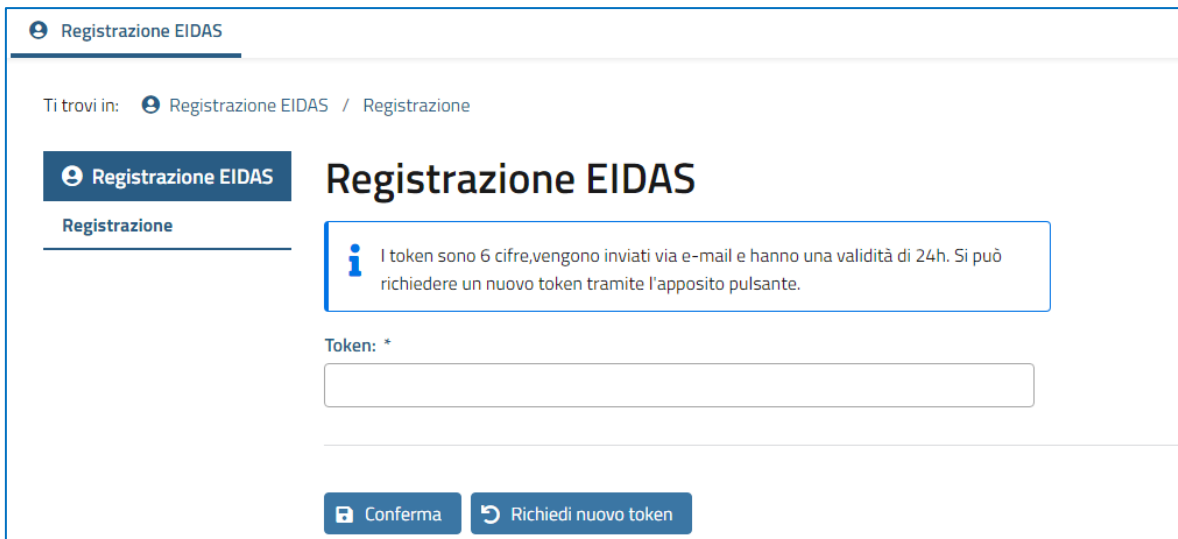 Registrazione EIDAS
Ti trovi in: Registrazione EIDAS / Registrazione
Registrazione EIDAS
Registrazione
Registrazione EIDAS
I token sono 6 cifre,vengono inviati via e-mail e hanno una validità di 24h. Si può
richiedere un nuovo token tramite l'apposito pulsante.
Token: *
Conferma
Richiedi nuovo token